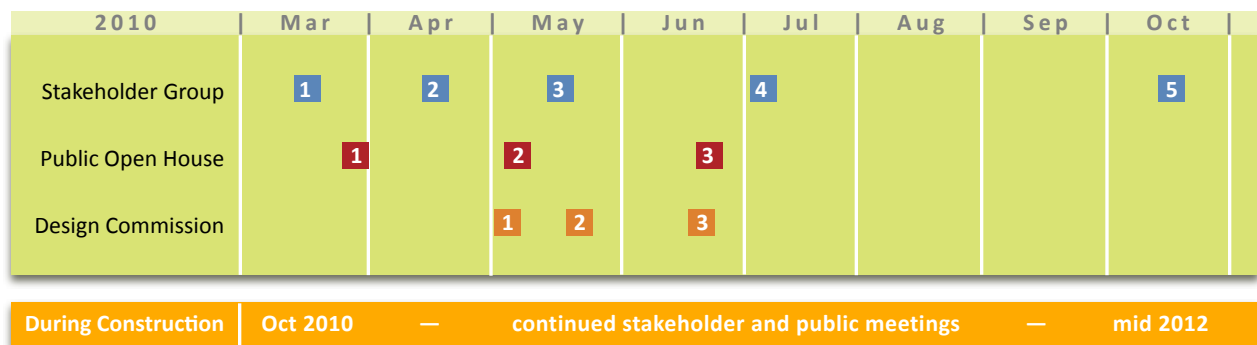 2010 | Mar | Apr | May | Jun | Jul | Aug | Sep | Oct |
Stakeholder Group 1 2 3 4 5
Public Open House 1 2 3
Design Commission 1 2 3
During Construction Oct 2010 — continued stakeholder and public meetings — mid 2012